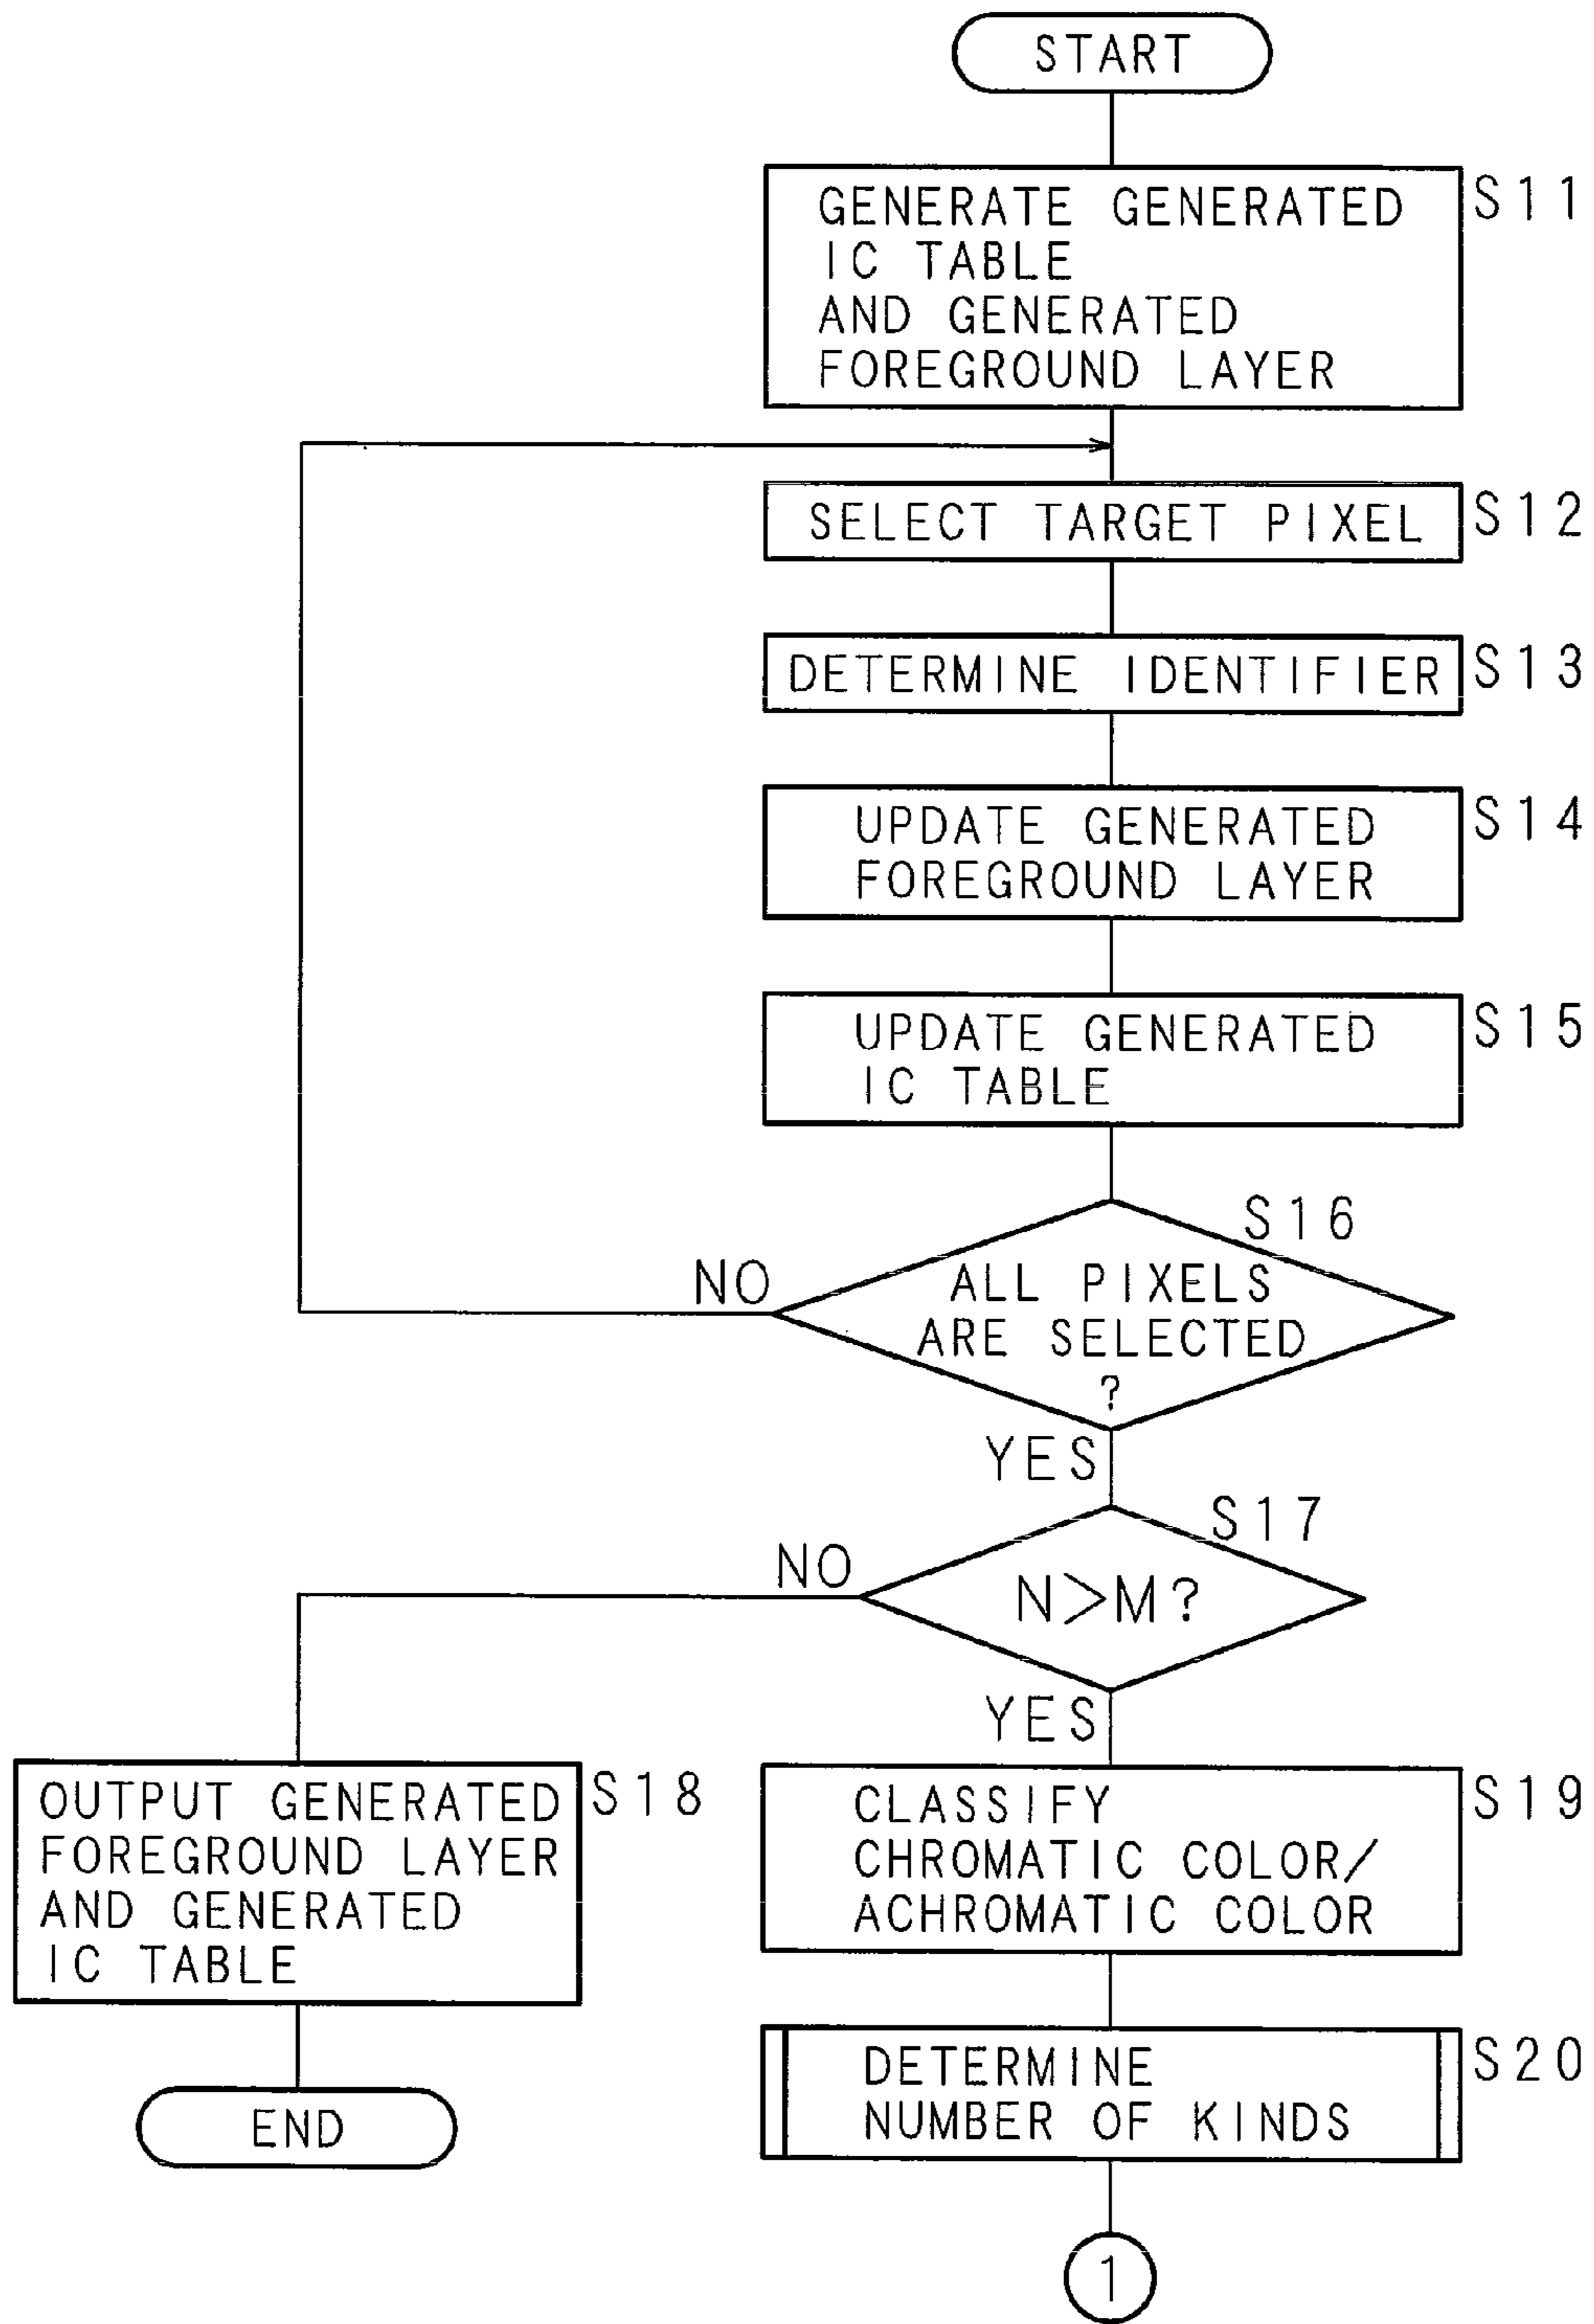 START
GENERATE GENERATED
IC TABLE
AND GENERATED
FOREGROUND LAYER
S11
SELECT TARGET PIXEL
S12
DETERMINE IDENTIFIER
S13
UPDATE GENERATED
FOREGROUND LAYER
S14
UPDATE GENERATED
IC TABLE
S15
S16
NO
ALL PIXELS
ARE SELECTED
?
YES
S17
NO
N>M?
YES
OUTPUT GENERATED
FOREGROUND LAYER
AND GENERATED
IC TABLE
S18
CLASSIFY
CHROMATIC COLOR/
ACHROMATIC COLOR
S19
END
DETERMINE
NUMBER OF KINDS
S20
1